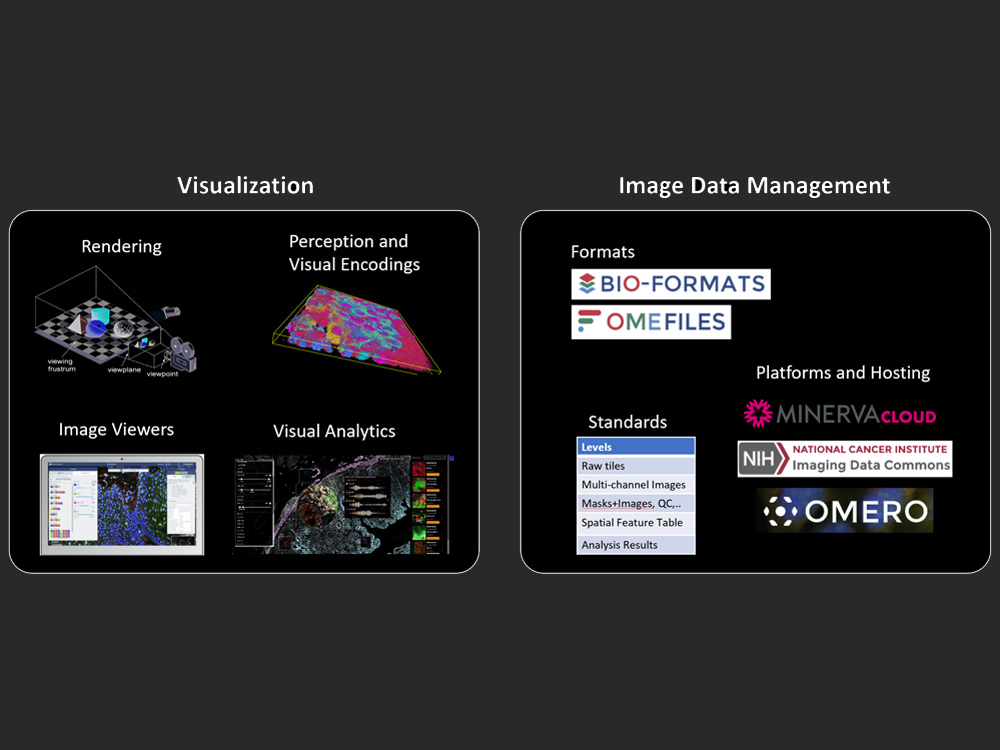 Visualization
Rendering
Perception and
Visual Encodings
viewing
frustrum
viewplane
viewpoint
Image Viewers
Visual Analytics
Image Data Management
Formats
BIO-FORMATS
OMEFILES
Platforms and Hosting
MINERVA CLOUD
NIH
NATIONAL CANCER INSTITUTE
Imaging Data Commons
OMERO
Standards
Levels
Raw tiles
Multi-channel Images
Masks+Images, QC,..
Spatial Feature Table
Analysis Results